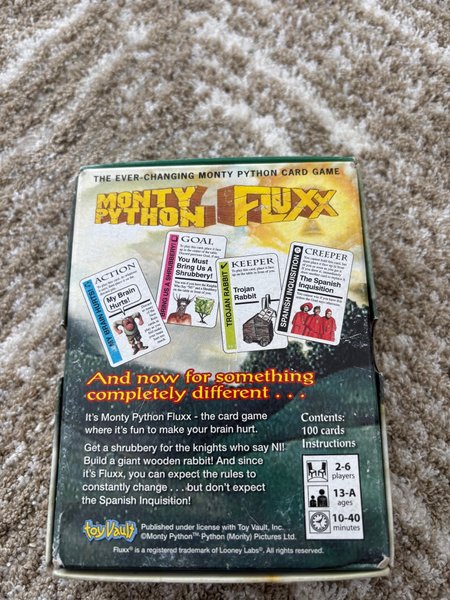 THE EVER-CHANGING MONTY PYTHON CARD GAME
MONTY PYTHON FLUXX
ACTION
My Brain Hurts!
MY BRAIN HURTS!
GOAL
You Must Bring Us A Shrubbery!
BRING US A SHRUBBERY!
KEEPER
Trojan Rabbit
TROJAN RABBIT
CREEPER
The Spanish Inquisition
SPANISH INQUISITION
And now for something
completely different . . .
It's Monty Python Fluxx - the card game
where it's fun to make your brain hurt.
Get a shrubbery for the knights who say NI!
Build a giant wooden rabbit! And since
it's Fluxx, you can expect the rules to
constantly change . . . but don't expect
the Spanish Inquisition!
Contents:
100 cards
Instructions
2-6
players
13-A
ages
10-40
minutes
toy Vault
Published under license with Toy Vault, Inc.
©Monty Python™ Python (Monty) Pictures Ltd.
Fluxx® is a registered trademark of Looney Labs®. All rights reserved.